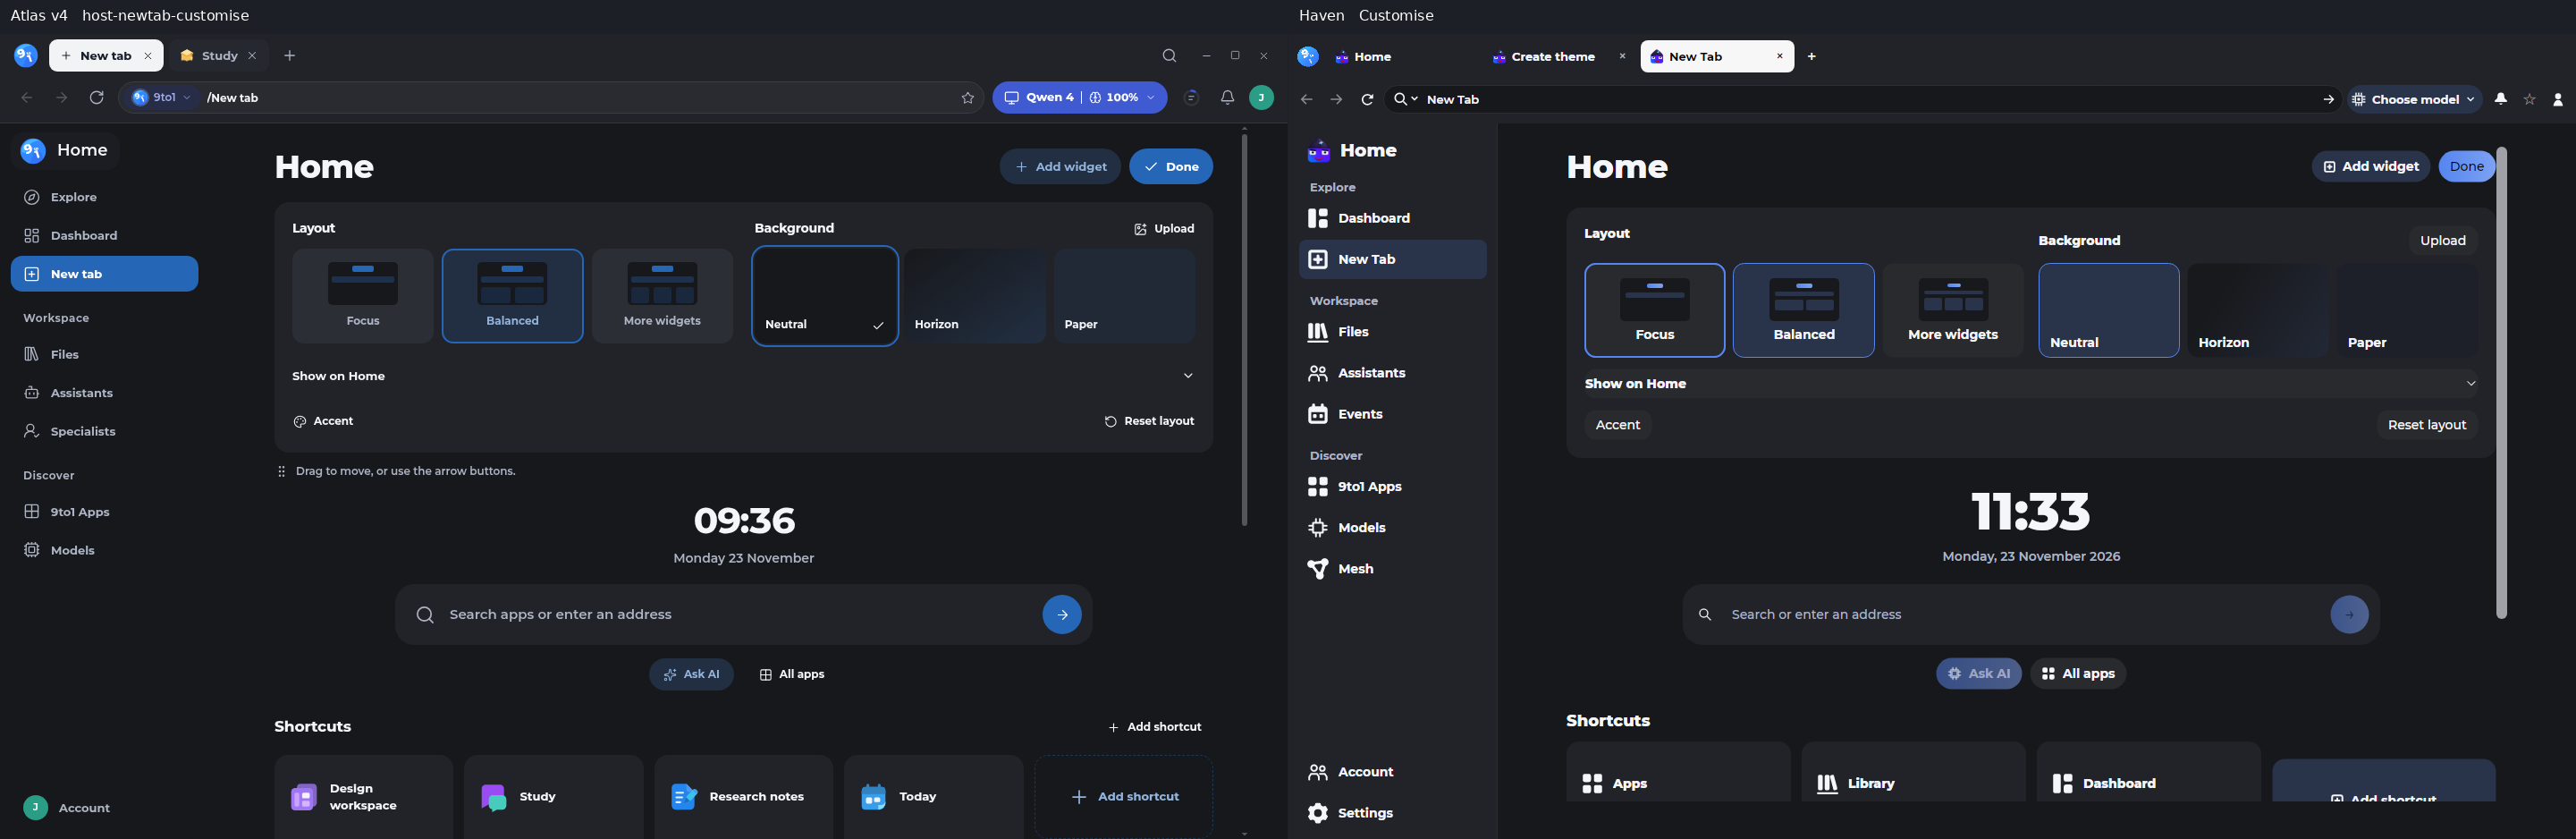 Atlas v4 host-newtab-customise
New tab
Study
9to1
/New tab
Qwen 4 | 100%
J
Home
Explore
Dashboard
New tab
Workspace
Files
Assistants
Specialists
Discover
9to1 Apps
Models
J Account
Home
Add widget
Done
Layout
Focus
Balanced
More widgets
Background
Upload
Neutral
Horizon
Paper
Show on Home
Accent
Reset layout
Drag to move, or use the arrow buttons.
09:36
Monday 23 November
Search apps or enter an address
Ask AI
All apps
Shortcuts
Add shortcut
Design
workspace
Study
Research notes
Today
Add shortcut
Haven Customise
Home
Create theme
New Tab
New Tab
Choose model
Home
Explore
Dashboard
New Tab
Workspace
Files
Assistants
Events
Discover
9to1 Apps
Models
Mesh
Account
Settings
Home
Add widget
Done
Layout
Focus
Balanced
More widgets
Background
Upload
Neutral
Horizon
Paper
Show on Home
Accent
Reset layout
11:33
Monday, 23 November 2026
Search or enter an address
Ask AI
All apps
Shortcuts
Apps
Library
Dashboard
Add shortcut